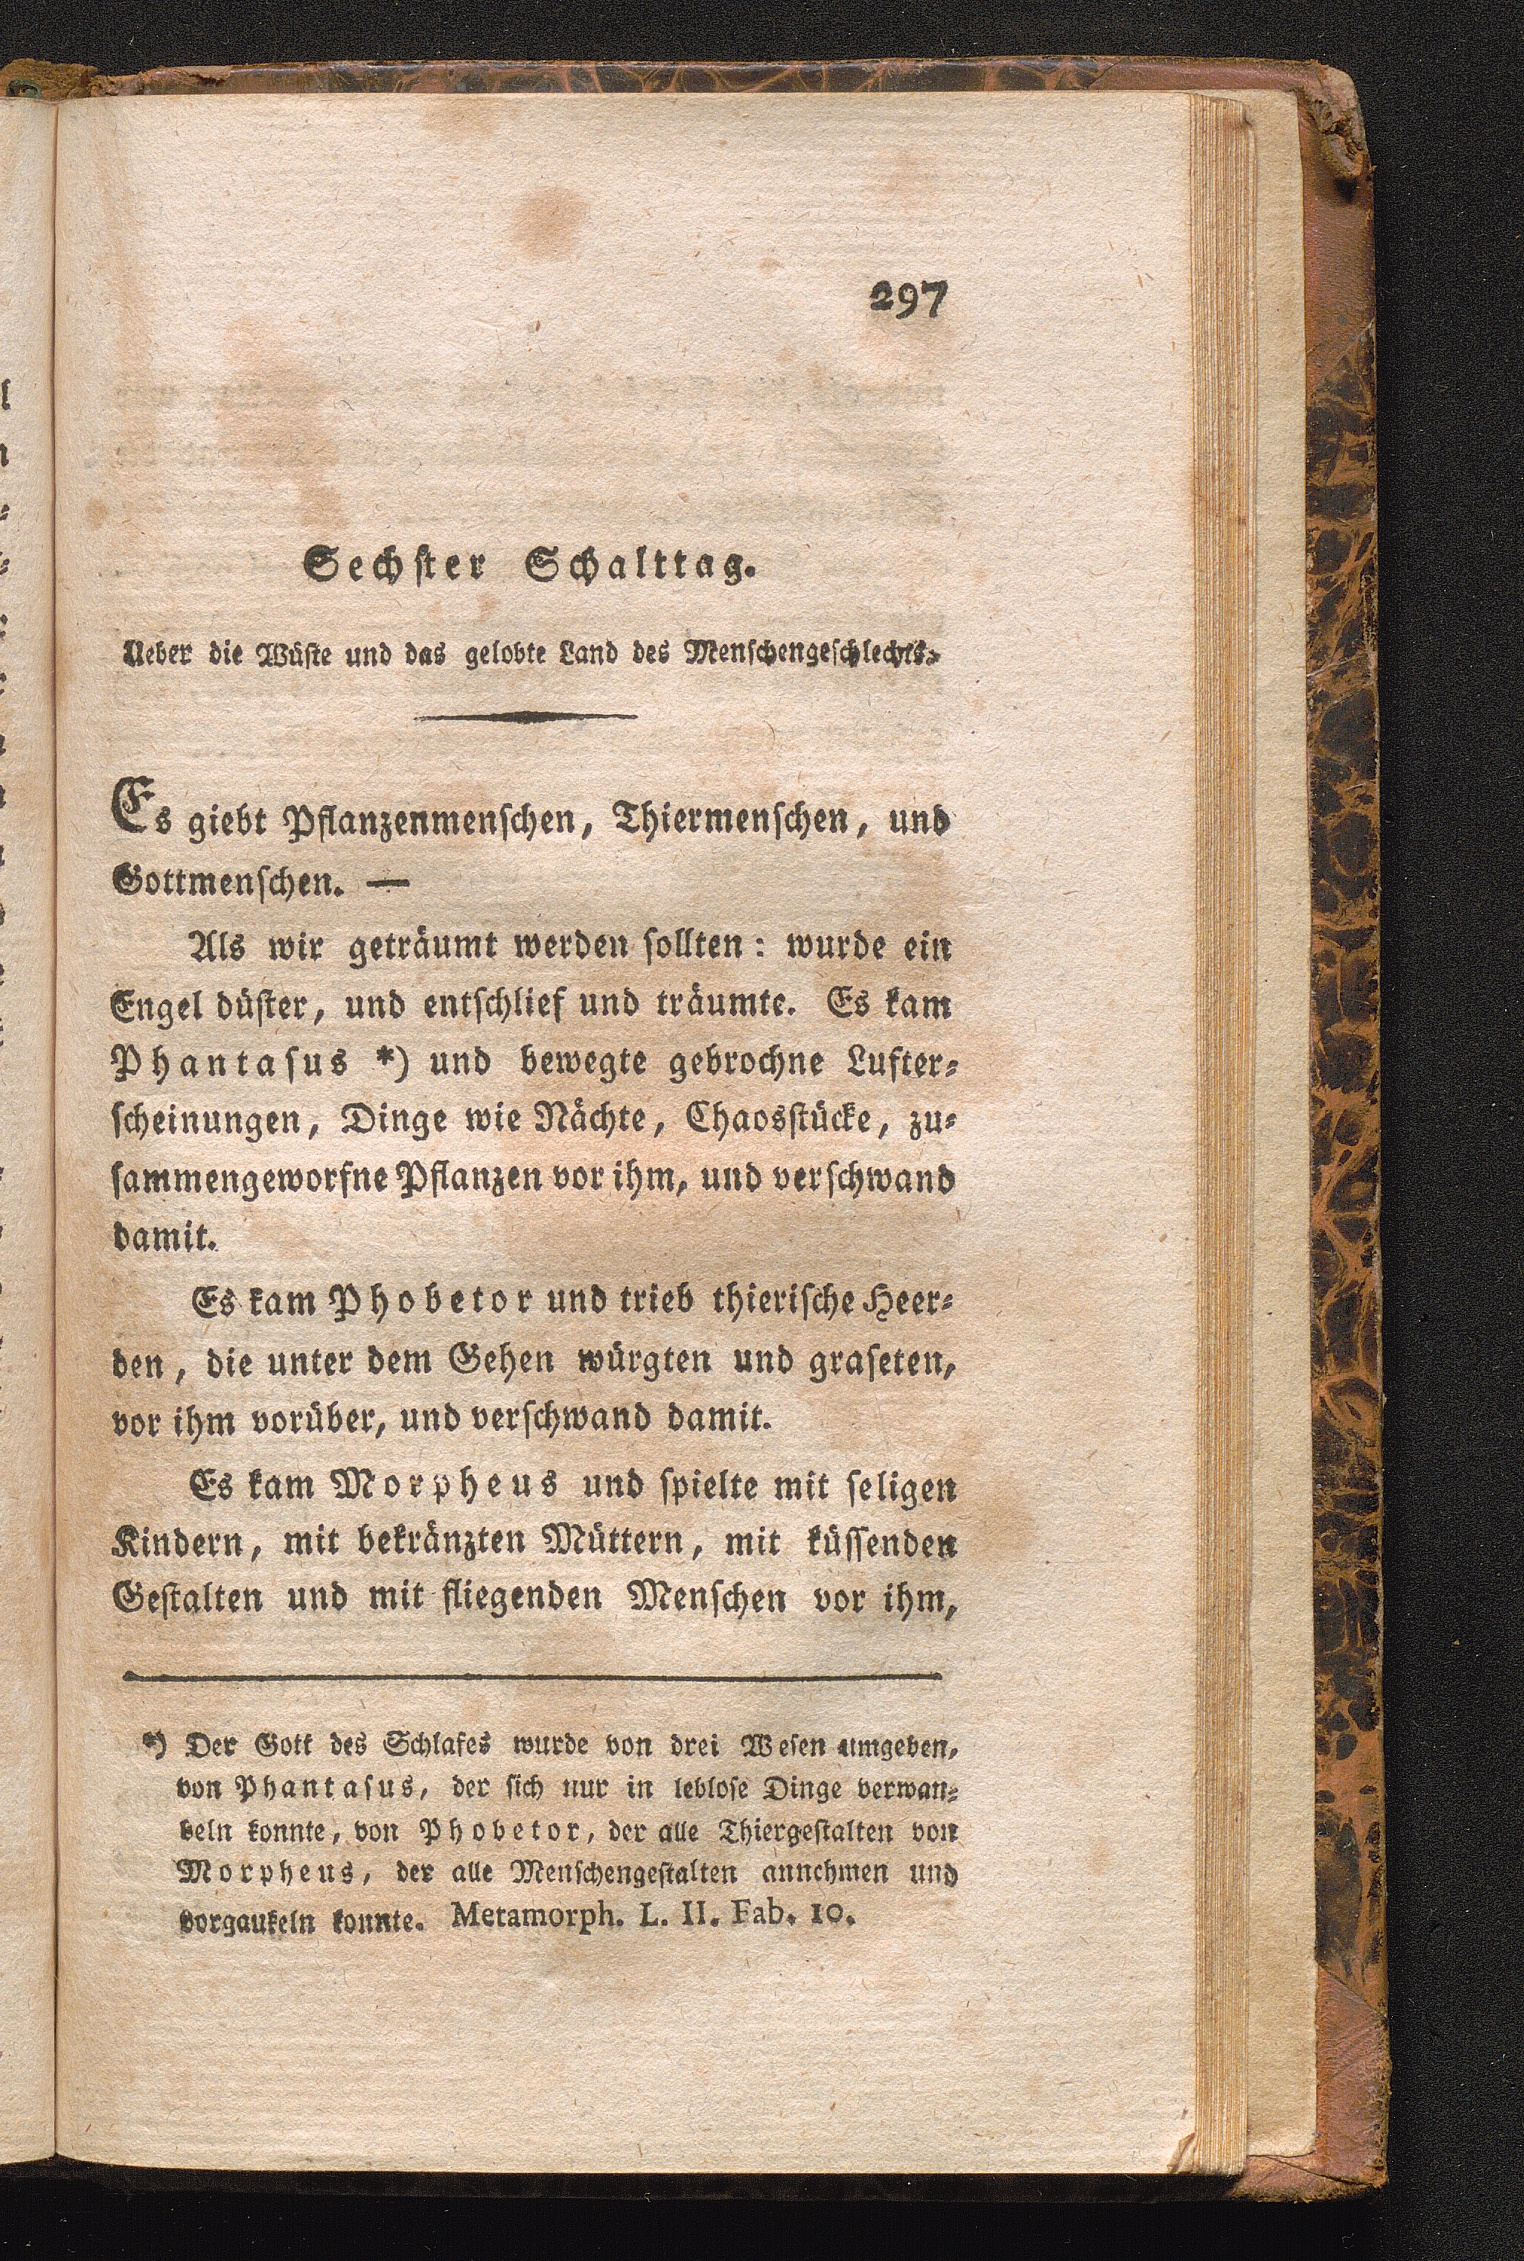 297
Sechster Schalttag.
Ueber die Wüste und das gelobte Land des Menschengeschlechts.
Es giebt Pflanzenmenschen, Thiermenschen, und
Gottmenschen. —
Als wir geträumt werden sollten: wurde ein
Engel düster, und entschlief und träumte. Es kam
Phantasus *) und bewegte gebrochne Lufter-
scheinungen, Dinge wie Nächte, Chaosstücke, zu-
sammengeworfne Pflanzen vor ihm, und verschwand
damit.
Es kam Phobetor und trieb thierische Heer-
den, die unter dem Gehen würgten und graseten,
vor ihm vorüber, und verschwand damit.
Es kam Morpheus und spielte mit seligen
Kindern, mit bekränzten Müttern, mit küssenden
Gestalten und mit fliegenden Menschen vor ihm,
*) Der Gott des Schlafes wurde von drei Wesen umgeben,
von Phantasus, der sich nur in leblose Dinge verwan-
deln konnte, von Phobetor, der alle Thiergestalten von
Morpheus, der alle Menschengestalten annehmen und
vorgaukeln konnte. Metamorph. L. II. Fab. 10.